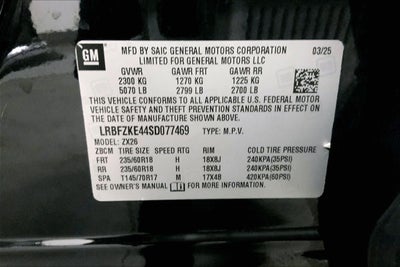 GM
MFD BY SAIC GENERAL MOTORS CORPORATION 03/25
LIMITED FOR GENERAL MOTORS LLC
GVWR GAWR FRT GAWR RR
2300 KG 1270 KG 1225 KG
5070 LB 2799 LB 2700 LB
THIS VEHICLE CONFORMS TO ALL APPLICABLE U.S. FEDERAL MOTOR
VEHICLE SAFETY AND THEFT PREVENTION STANDARDS IN EFFECT ON
THE DATE OF MANUFACTURE SHOWN ABOVE.
LRBFZKE44SD077469 TYPE: M.P.V.
MODEL: ZX26
ZBCM TIRE SIZE SPEED RTG RIM COLD TIRE PRESSURE
FRT 235/60R18 H 18X8J 240KPA(35PSI)
RR 235/60R18 H 18X8J 240KPA(35PSI)
SPA T145/70R17 M 17X4B 420KPA(60PSI)
SEE OWNER'S MANUAL FOR MORE INFORMATION